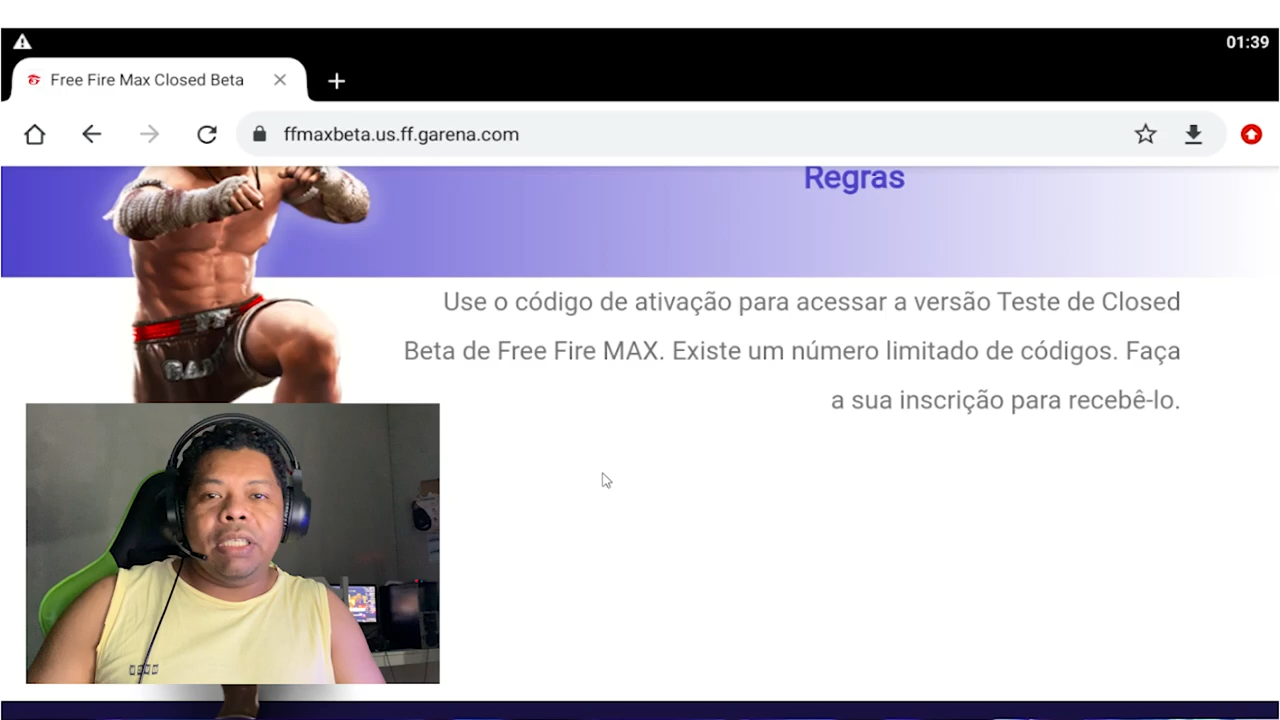 01:39
Free Fire Max Closed Beta
ffmaxbeta.us.ff.garena.com
Regras
Use o código de ativação para acessar a versão Teste de Closed
Beta de Free Fire MAX. Existe um número limitado de códigos. Faça
a sua inscrição para recebê-lo.